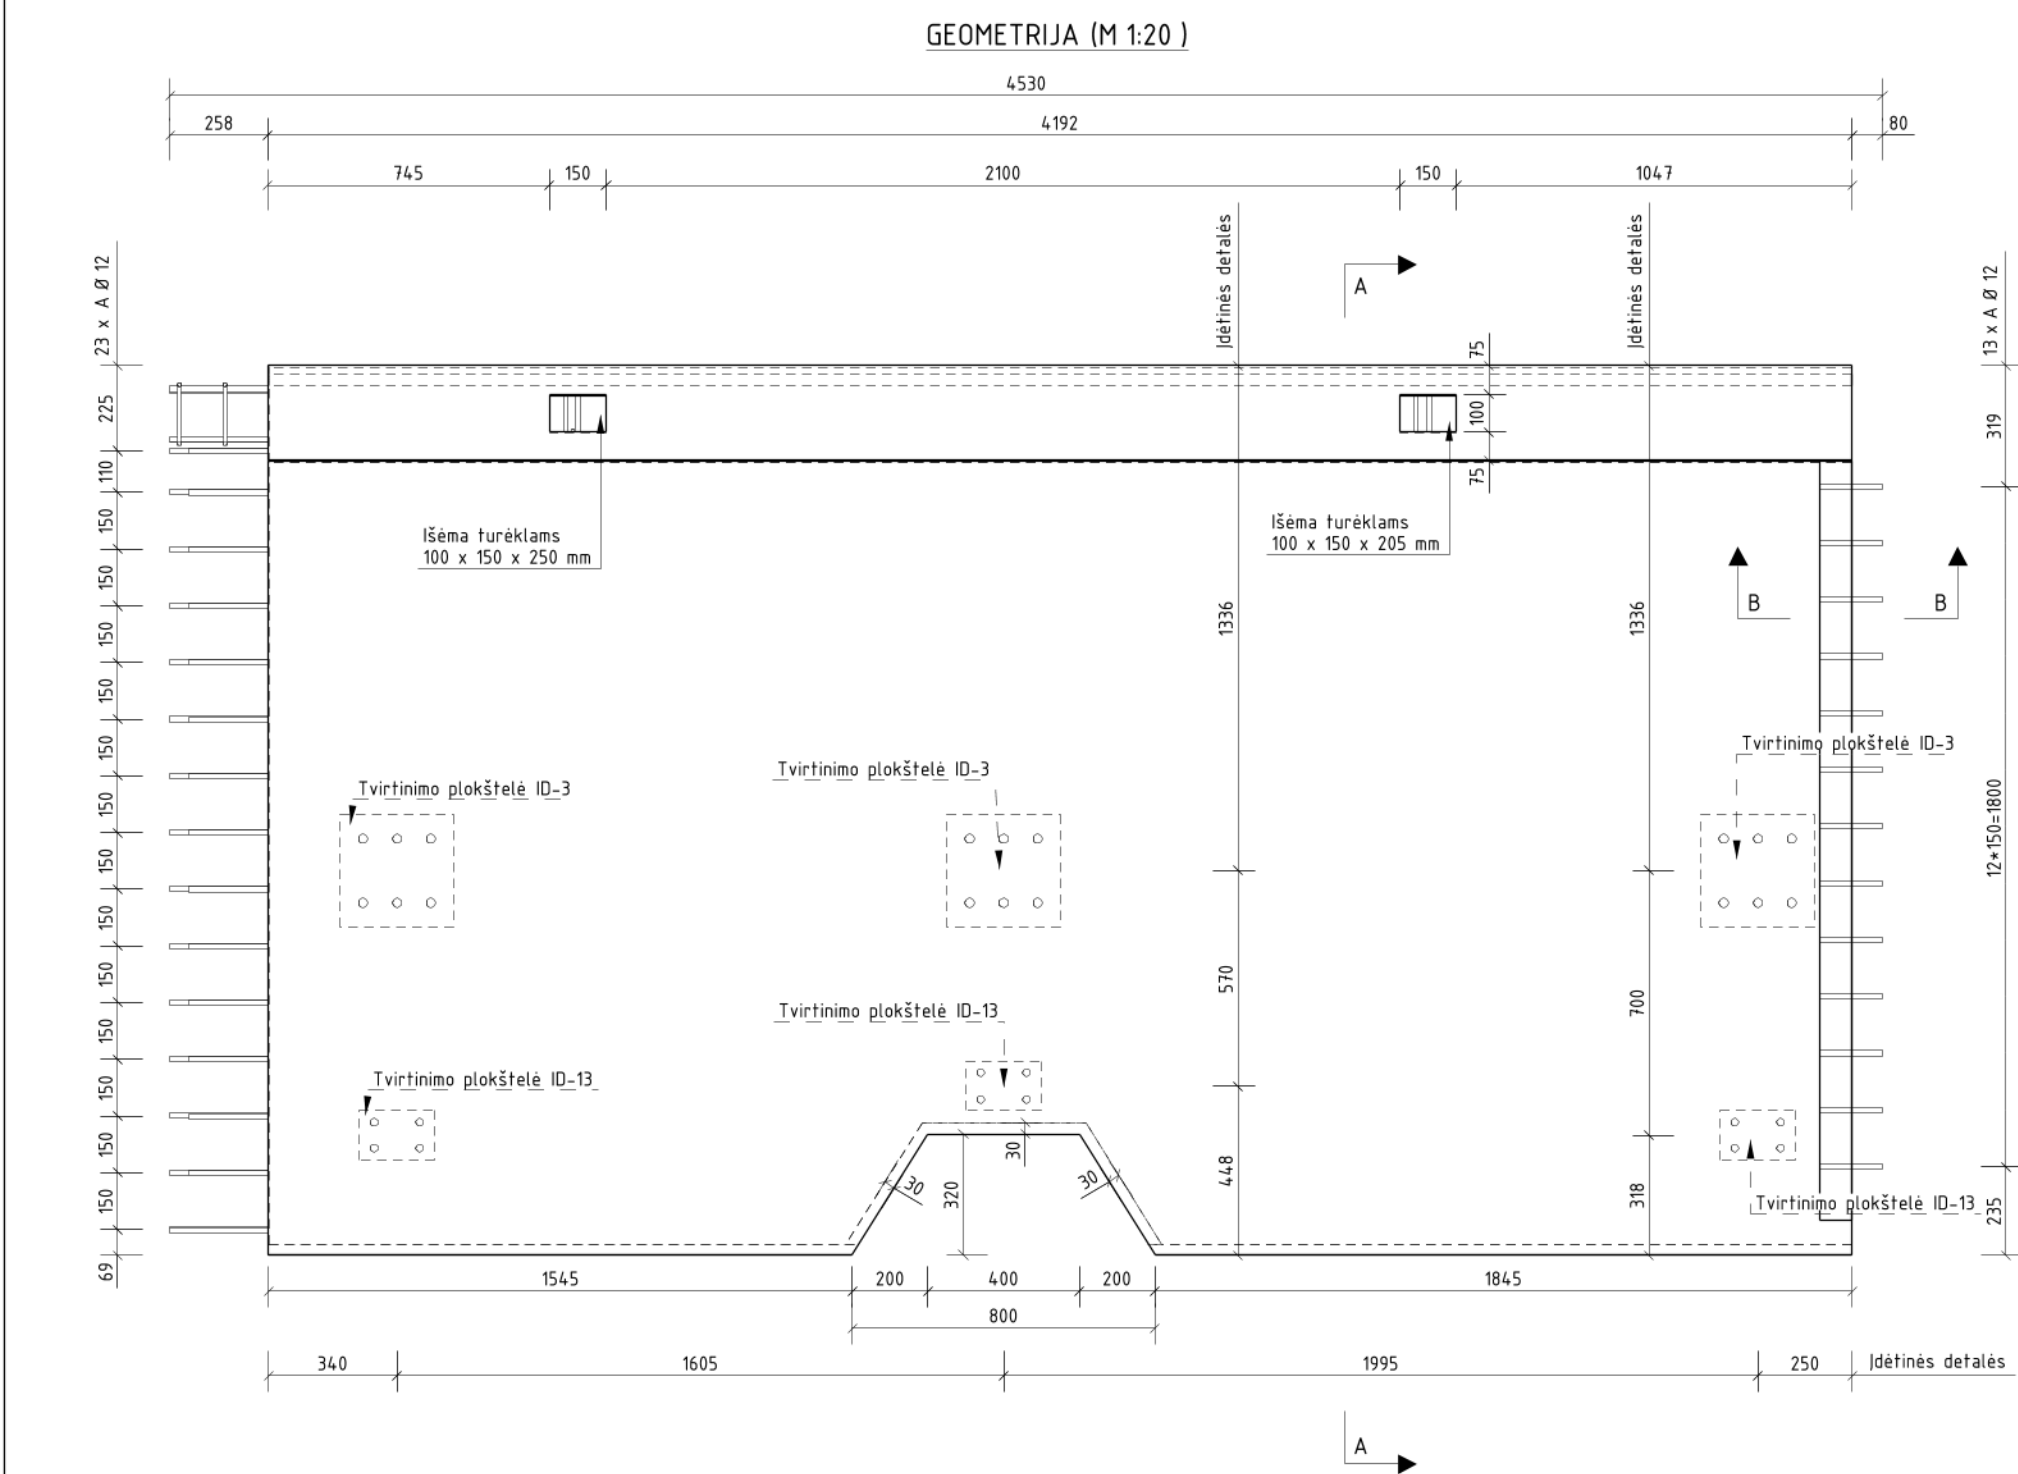 GEOMETRIJA (M 1:20 )
4530
258
4192
80
745
150
2100
150
1047
23 x A Ø 12
Įdėtinės detalės
A
Įdėtinės detalės
13 x A Ø 12
225
75
100
75
319
110
150
150
150
150
150
150
150
150
150
150
150
150
150
69
Išėma turėklams
100 x 150 x 250 mm
Išėma turėklams
100 x 150 x 205 mm
1336
1336
B
B
Tvirtinimo plokštelė ID-3
Tvirtinimo plokštelė ID-3
Tvirtinimo plokštelė ID-3
12*150=1800
570
700
Tvirtinimo plokštelė ID-13
Tvirtinimo plokštelė ID-13
30
30
30
320
448
318
Tvirtinimo plokštelė ID-13
235
1545
200
400
200
1845
800
340
1605
1995
250
Įdėtinės detalės
A